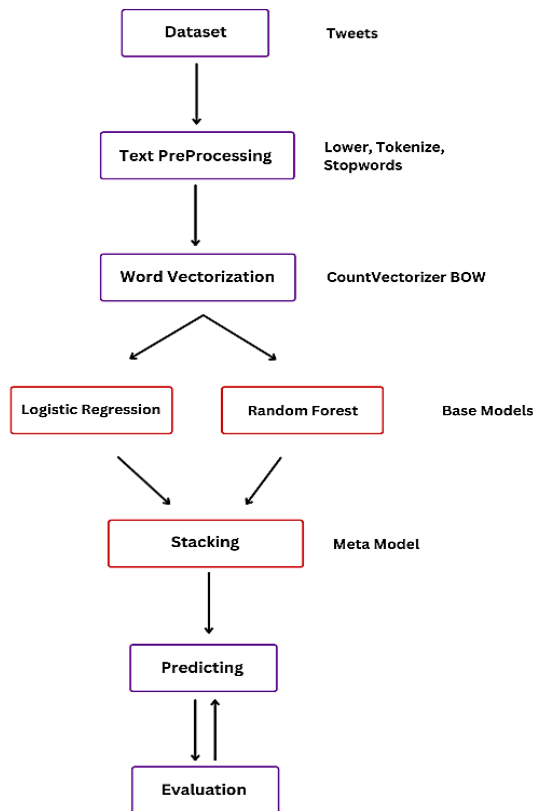 Dataset
Tweets
Text PreProcessing
Lower, Tokenize,
Stopwords
Word Vectorization
CountVectorizer BOW
Logistic Regression
Random Forest
Base Models
Stacking
Meta Model
Predicting
Evaluation